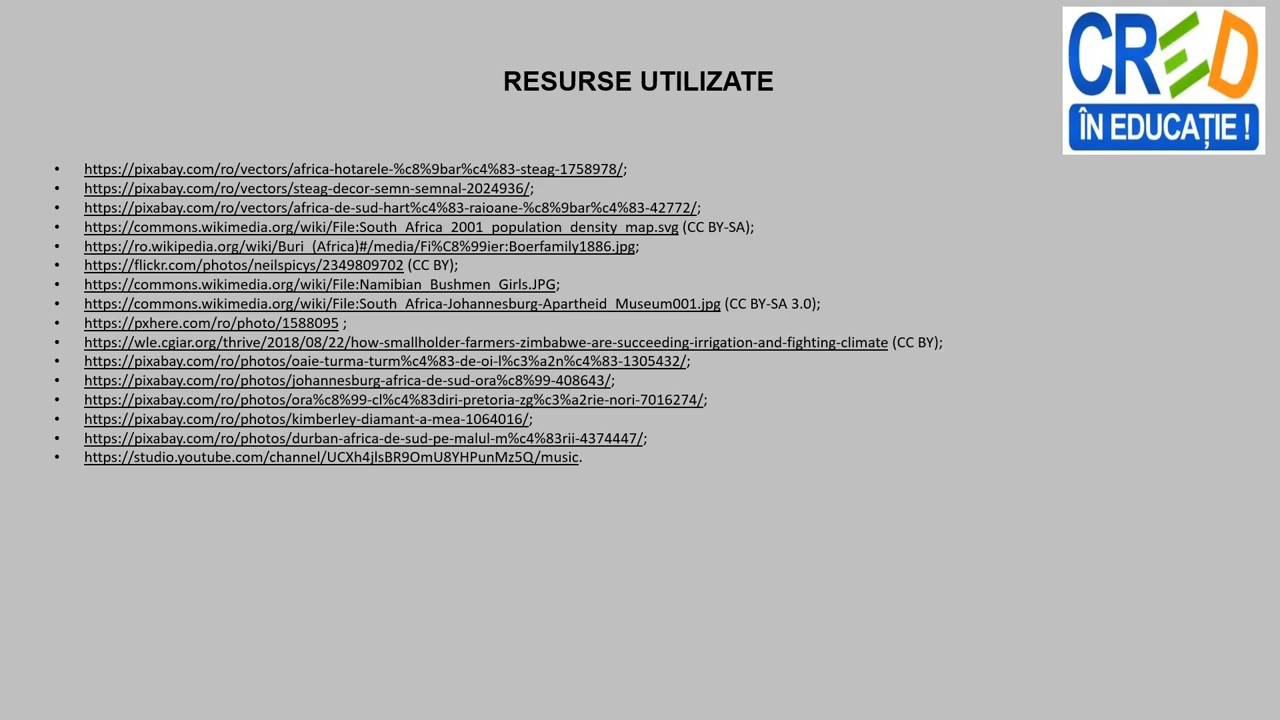 CRED
ÎN EDUCAȚIE !
RESURSE UTILIZATE
• https://pixabay.com/ro/vectors/africa-hotarele-%c8%9bar%c4%83-steag-1758978/;
• https://pixabay.com/ro/vectors/steag-decor-semn-semnal-2024936/;
• https://pixabay.com/ro/vectors/africa-de-sud-hart%c4%83-raioane-%c8%9bar%c4%83-42772/;
• https://commons.wikimedia.org/wiki/File:South_Africa_2001_population_density_map.svg (CC BY-SA);
• https://ro.wikipedia.org/wiki/Buri_(Africa)#/media/Fi%C8%99ier:Boerfamily1886.jpg;
• https://flickr.com/photos/neilspicys/2349809702 (CC BY);
• https://commons.wikimedia.org/wiki/File:Namibian_Bushmen_Girls.JPG;
• https://commons.wikimedia.org/wiki/File:South_Africa-Johannesburg-Apartheid_Museum001.jpg (CC BY-SA 3.0);
• https://pxhere.com/ro/photo/1588095 ;
• https://wle.cgiar.org/thrive/2018/08/22/how-smallholder-farmers-zimbabwe-are-succeeding-irrigation-and-fighting-climate (CC BY);
• https://pixabay.com/ro/photos/oaie-turma-turm%c4%83-de-oi-l%c3%a2n%c4%83-1305432/;
• https://pixabay.com/ro/photos/johannesburg-africa-de-sud-ora%c8%99-408643/;
• https://pixabay.com/ro/photos/ora%c8%99-cl%c4%83diri-pretoria-zg%c3%a2rie-nori-7016274/;
• https://pixabay.com/ro/photos/kimberley-diamant-a-mea-1064016/;
• https://pixabay.com/ro/photos/durban-africa-de-sud-pe-malul-m%c4%83rii-4374447/;
• https://studio.youtube.com/channel/UCXh4jIsBR9OmU8YHPunMz5Q/music.